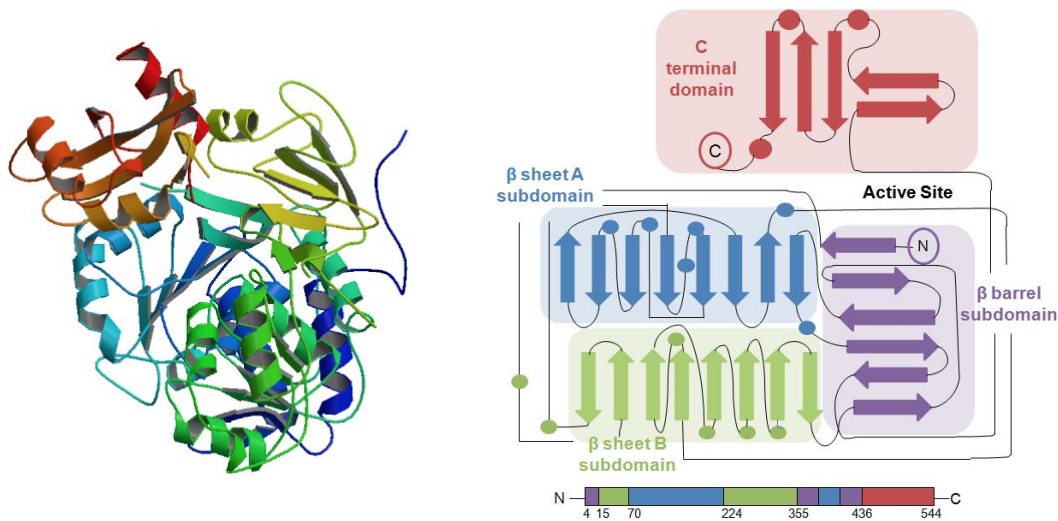 C
terminal
domain
C
β sheet A
subdomain
Active Site
N
β barrel
subdomain
β sheet B
subdomain
N
C
4 15 70 224 355 436 544